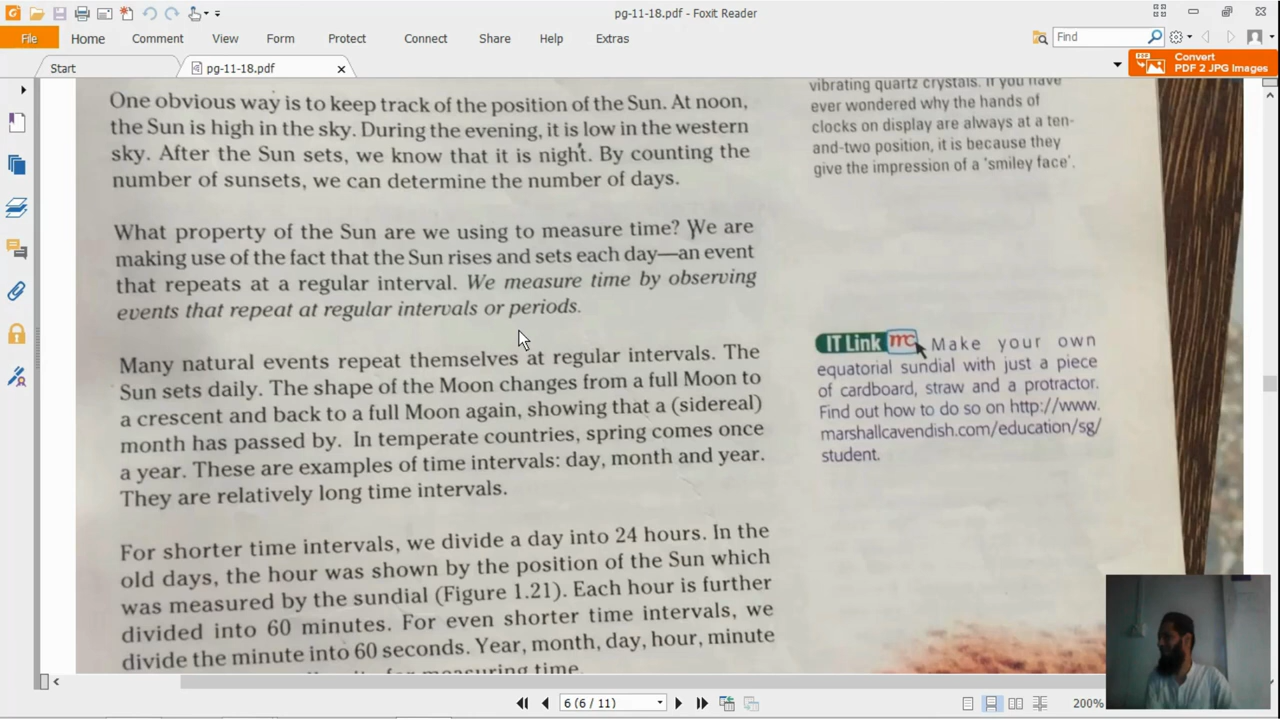 pg-11-18.pdf - Foxit Reader
File Home Comment View Form Protect Connect Share Help Extras
Find
Start
pg-11-18.pdf
Convert
PDF 2 JPG Images
One obvious way is to keep track of the position of the Sun. At noon,
the Sun is high in the sky. During the evening, it is low in the western
sky. After the Sun sets, we know that it is night. By counting the
number of sunsets, we can determine the number of days.
What property of the Sun are we using to measure time? We are
making use of the fact that the Sun rises and sets each day—an event
that repeats at a regular interval. We measure time by observing
events that repeat at regular intervals or periods.
Many natural events repeat themselves at regular intervals. The
Sun sets daily. The shape of the Moon changes from a full Moon to
a crescent and back to a full Moon again, showing that a (sidereal)
month has passed by. In temperate countries, spring comes once
a year. These are examples of time intervals: day, month and year.
They are relatively long time intervals.
For shorter time intervals, we divide a day into 24 hours. In the
old days, the hour was shown by the position of the Sun which
was measured by the sundial (Figure 1.21). Each hour is further
divided into 60 minutes. For even shorter time intervals, we
divide the minute into 60 seconds. Year, month, day, hour, minute
for measuring time.
vibrating quartz crystals. If you have
ever wondered why the hands of
clocks on display are always at a ten-
and-two position, it is because they
give the impression of a 'smiley face'.
IT Link mc Make your own
equatorial sundial with just a piece
of cardboard, straw and a protractor.
Find out how to do so on http://www.
marshallcavendish.com/education/sg/
student.
6 (6 / 11)
200%